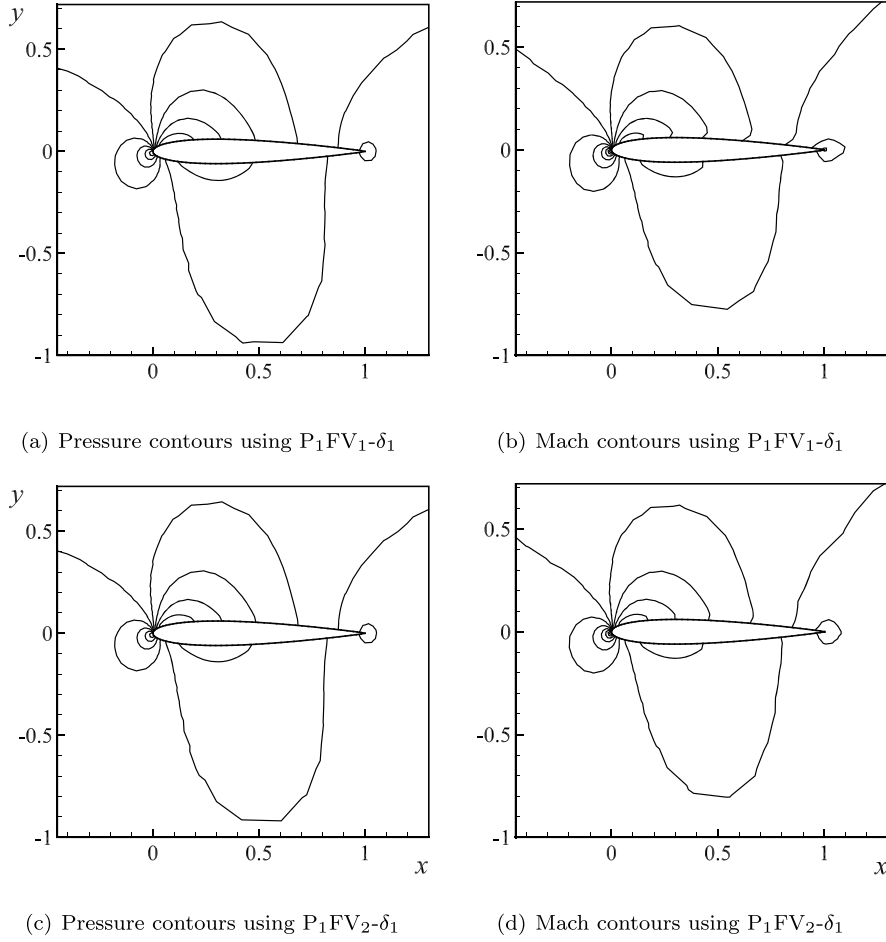 y
0.5
0
-0.5
-1
0 0.5 1
0.5
0
-0.5
-1
0 0.5 1
(a) Pressure contours using P₁FV₁-δ₁
(b) Mach contours using P₁FV₁-δ₁
y
0.5
0
-0.5
-1
0 0.5 1 x
0.5
0
-0.5
-1
0 0.5 1 x
(c) Pressure contours using P₁FV₂-δ₁
(d) Mach contours using P₁FV₂-δ₁